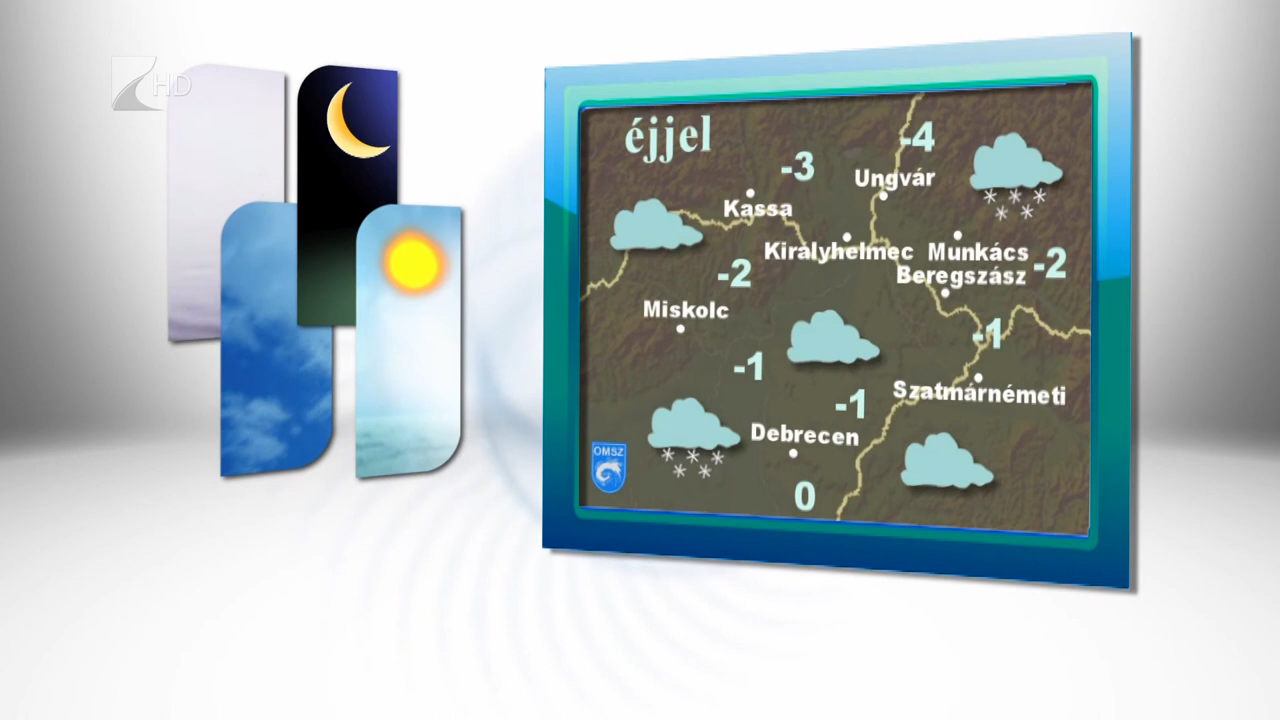 HD
éjjel
-4
-3
Ungvár
Kassa
Királyhelmec
Munkács
-2
Beregszász
-2
Miskolc
-1
-1
Szatmárnémeti
-1
Debrecen
OMSZ
0